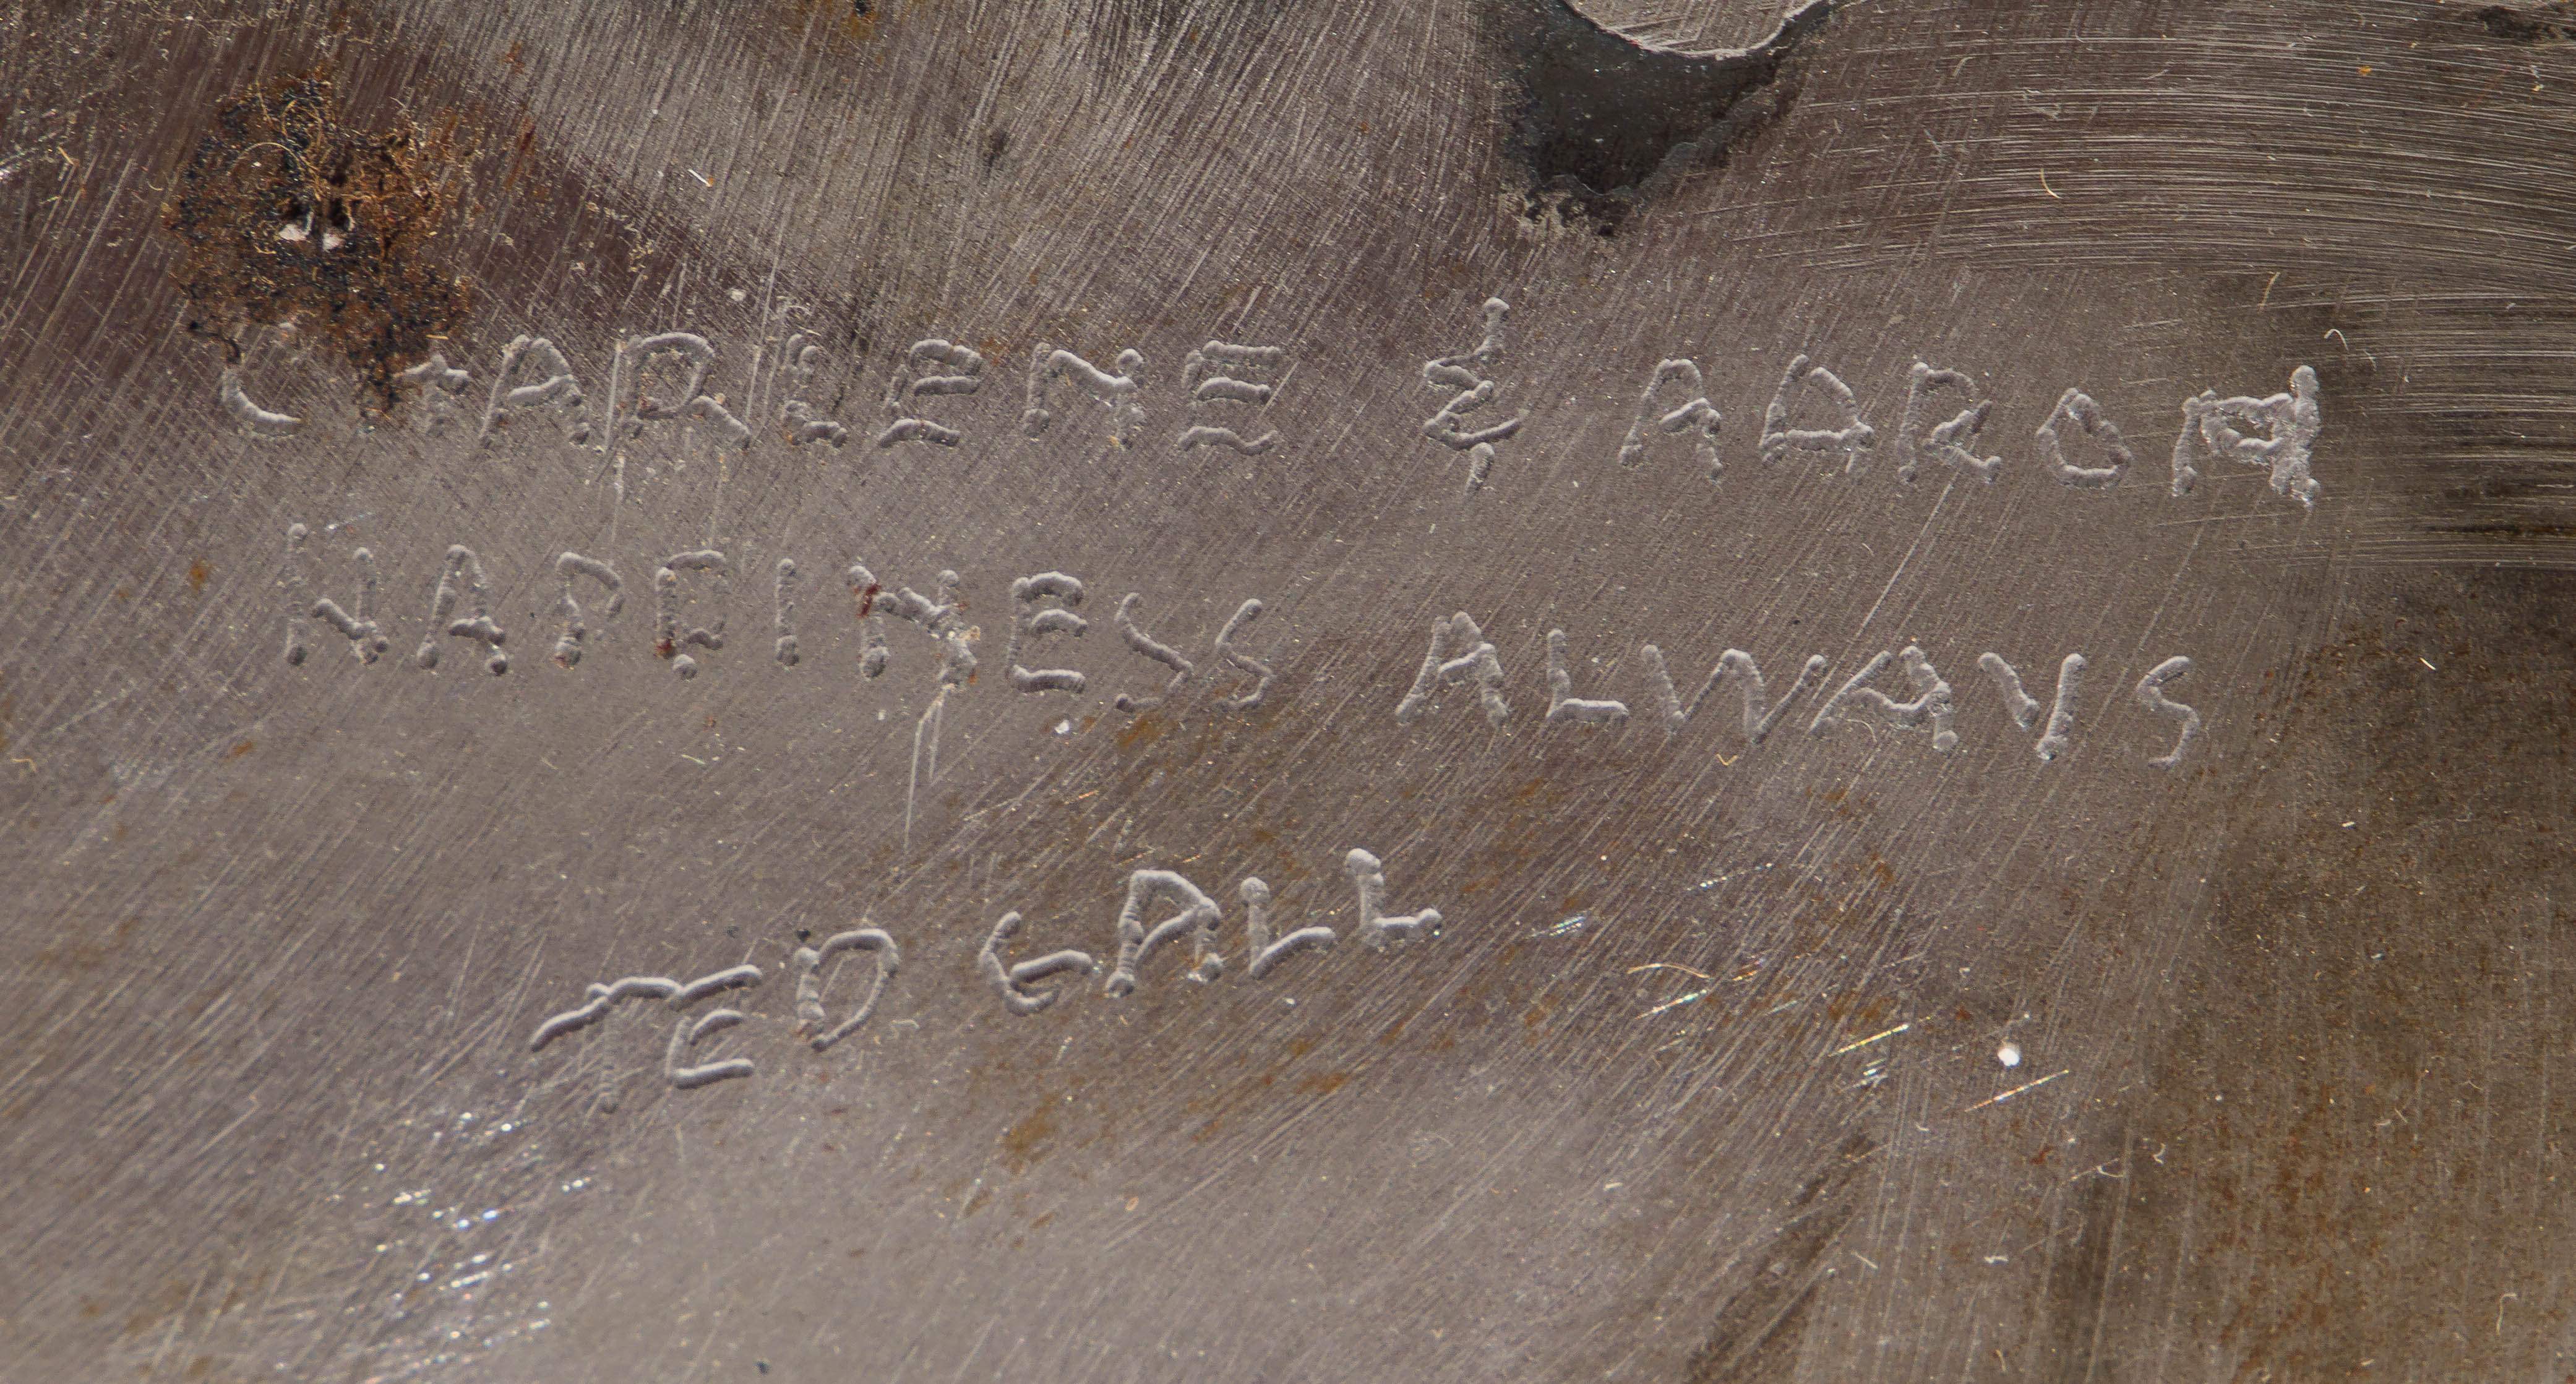 CHARLENE & AARON
HAPPINESS ALWAYS
TED GALL